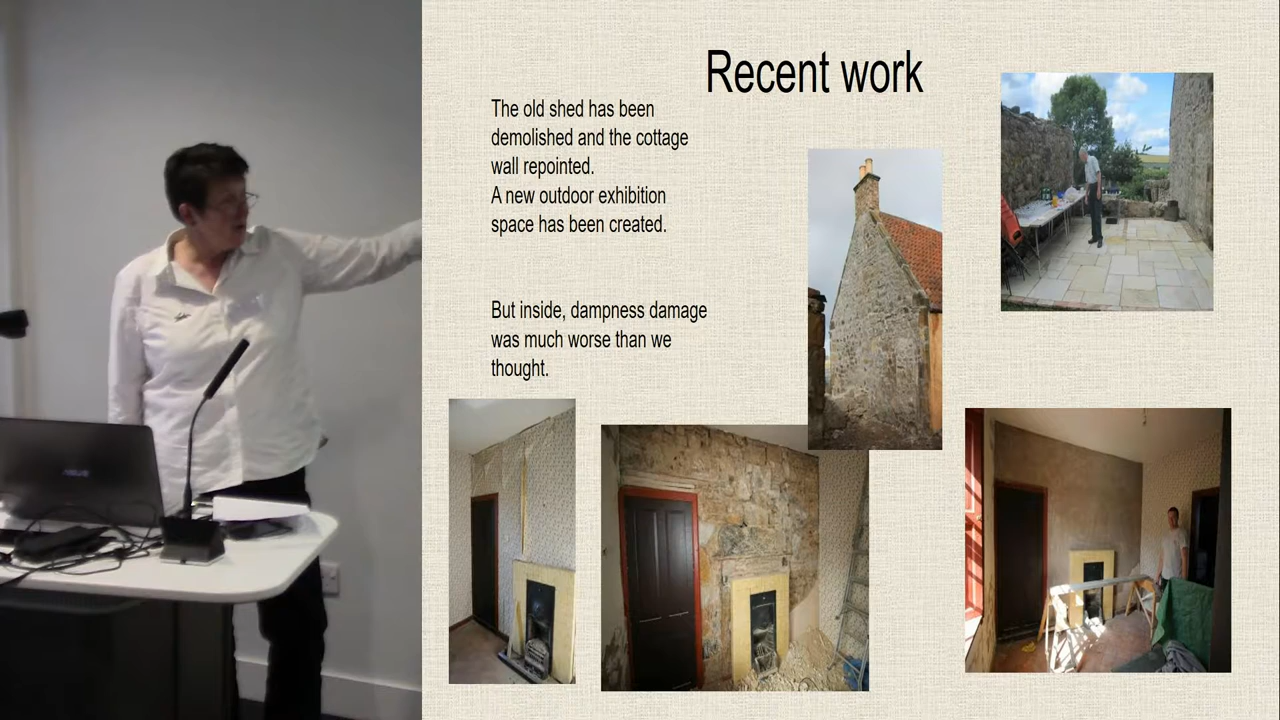 Recent work
The old shed has been
demolished and the cottage
wall repointed.
A new outdoor exhibition
space has been created.
But inside, dampness damage
was much worse than we
thought.
ASUS